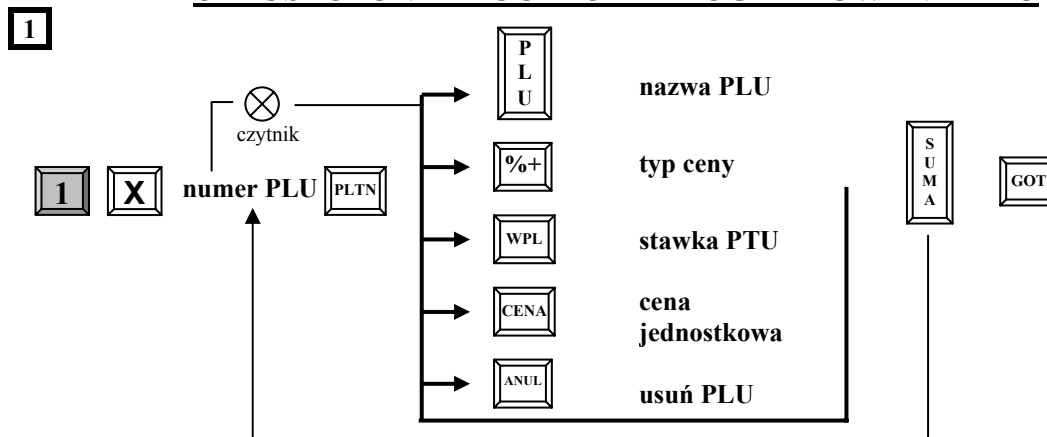 1
P
L
U
nazwa PLU
czytnik
1 X numer PLU PLTN
%+ typ ceny
WPL stawka PTU
CENA cena
jednostkowa
ANUL usuń PLU
S
U
M
A
GOT